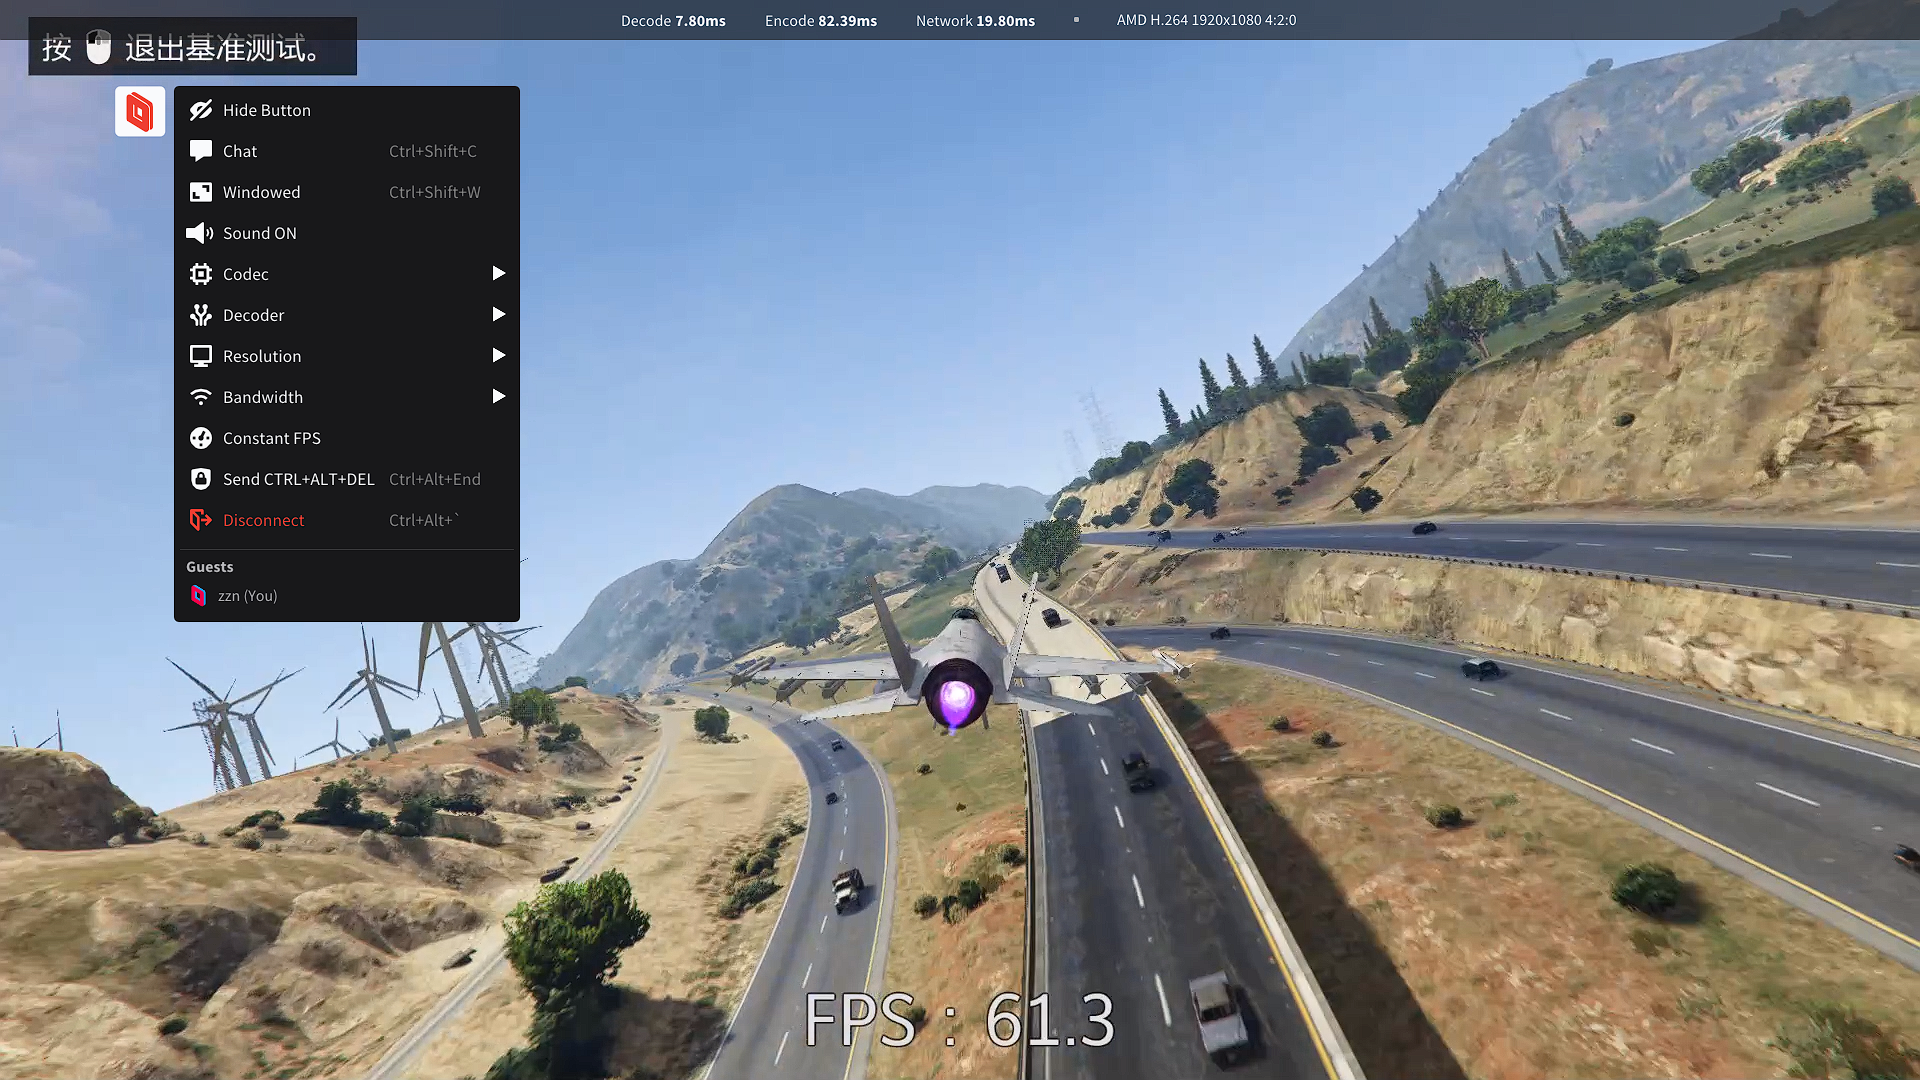 Decode 7.80ms Encode 82.39ms Network 19.80ms AMD H.264 1920x1080 4:2:0
按 退出基准测试。
Hide Button
Chat Ctrl+Shift+C
Windowed Ctrl+Shift+W
Sound ON
Codec
Decoder
Resolution
Bandwidth
Constant FPS
Send CTRL+ALT+DEL Ctrl+Alt+End
Disconnect Ctrl+Alt+`
Guests
zzn (You)
FPS : 61.3